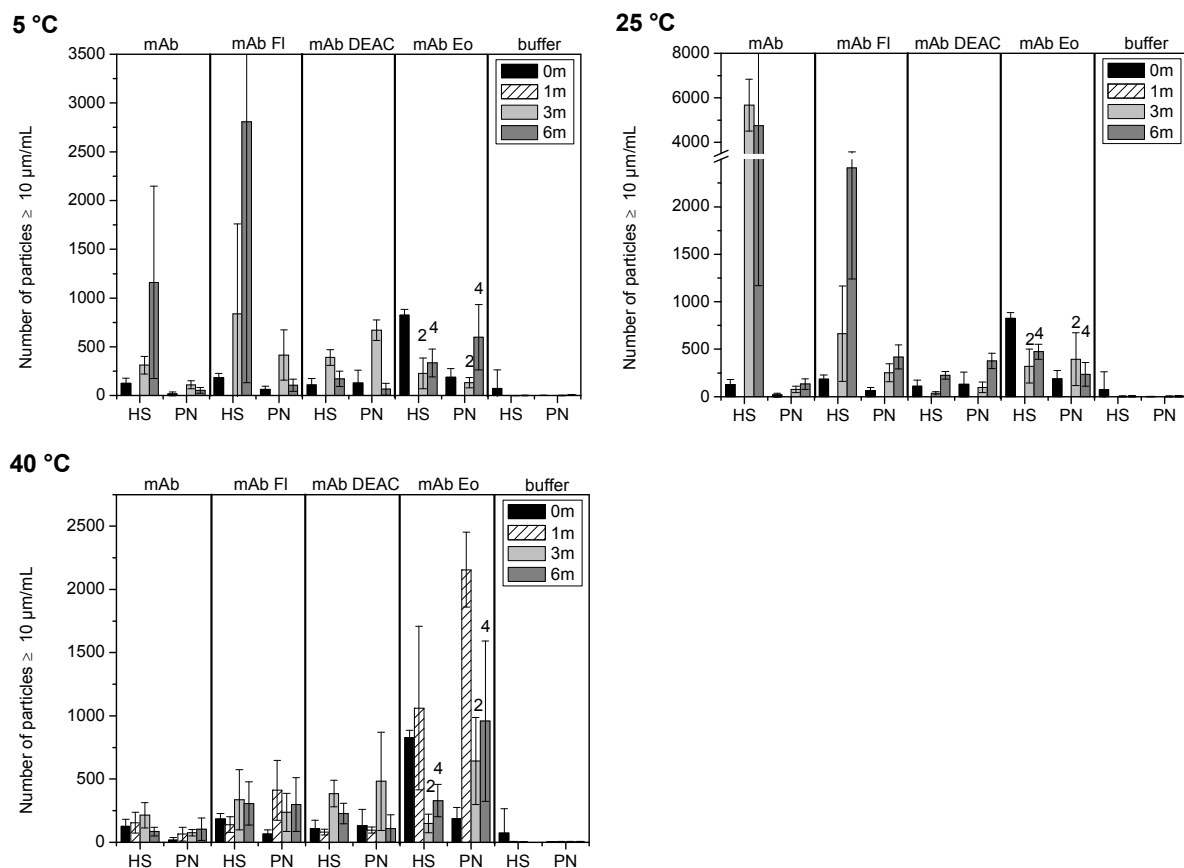 5 °C
mAb mAb Fl mAb DEAC mAb Eo buffer
3500
3000
2500
2000
1500
1000
500
0
Number of particles ≥ 10 µm/mL
0m
1m
3m
6m
2 4 2 4
HS PN HS PN HS PN HS PN HS PN
25 °C
mAb mAb Fl mAb DEAC mAb Eo buffer
8000
6000
4000
2000
1500
1000
500
0
Number of particles ≥ 10 µm/mL
0m
1m
3m
6m
2 4 2 4
HS PN HS PN HS PN HS PN HS PN
40 °C
mAb mAb Fl mAb DEAC mAb Eo buffer
2500
2000
1500
1000
500
0
Number of particles ≥ 10 µm/mL
0m
1m
3m
6m
2 4 2 4
HS PN HS PN HS PN HS PN HS PN